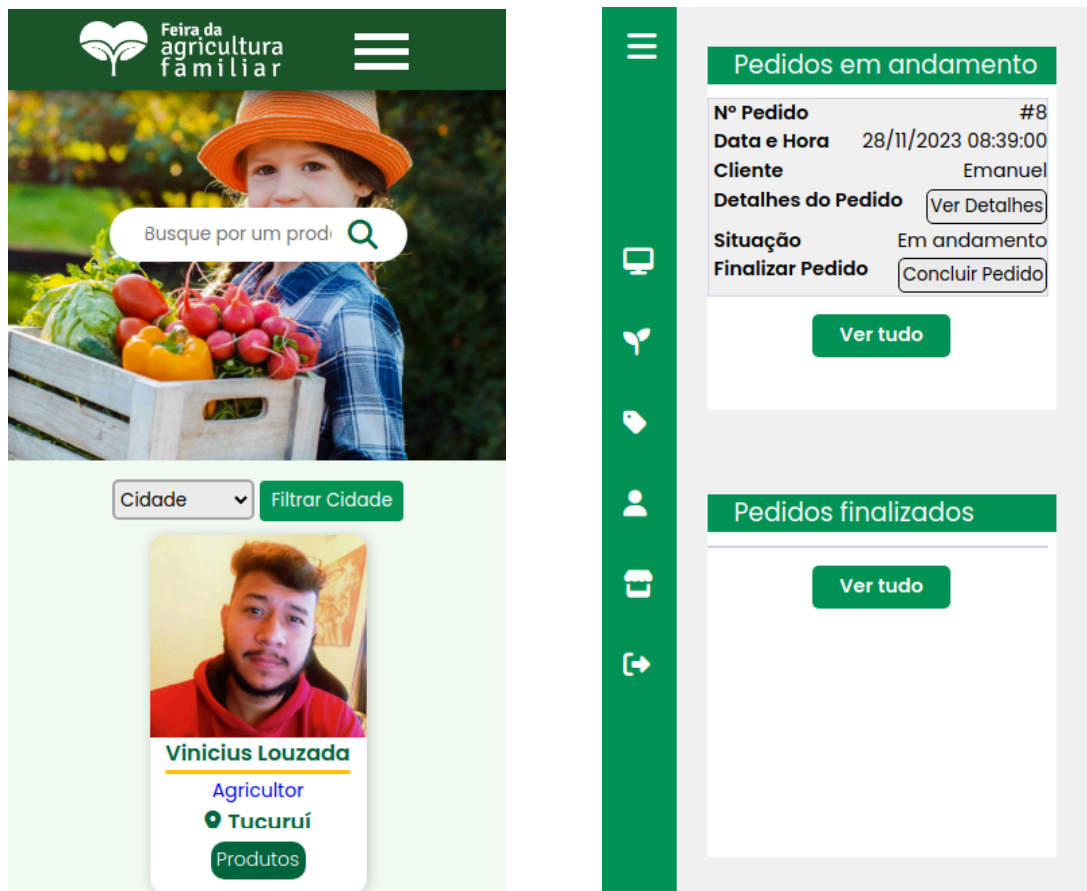 Feira da
agricultura
familiar
Busque por um prod
Cidade
Filtrar Cidade
Vinicius Louzada
Agricultor
Tucuruí
Produtos
Pedidos em andamento
Nº Pedido #8
Data e Hora 28/11/2023 08:39:00
Cliente Emanuel
Detalhes do Pedido Ver Detalhes
Situação Em andamento
Finalizar Pedido Concluir Pedido
Ver tudo
Pedidos finalizados
Ver tudo